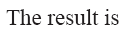 The result is